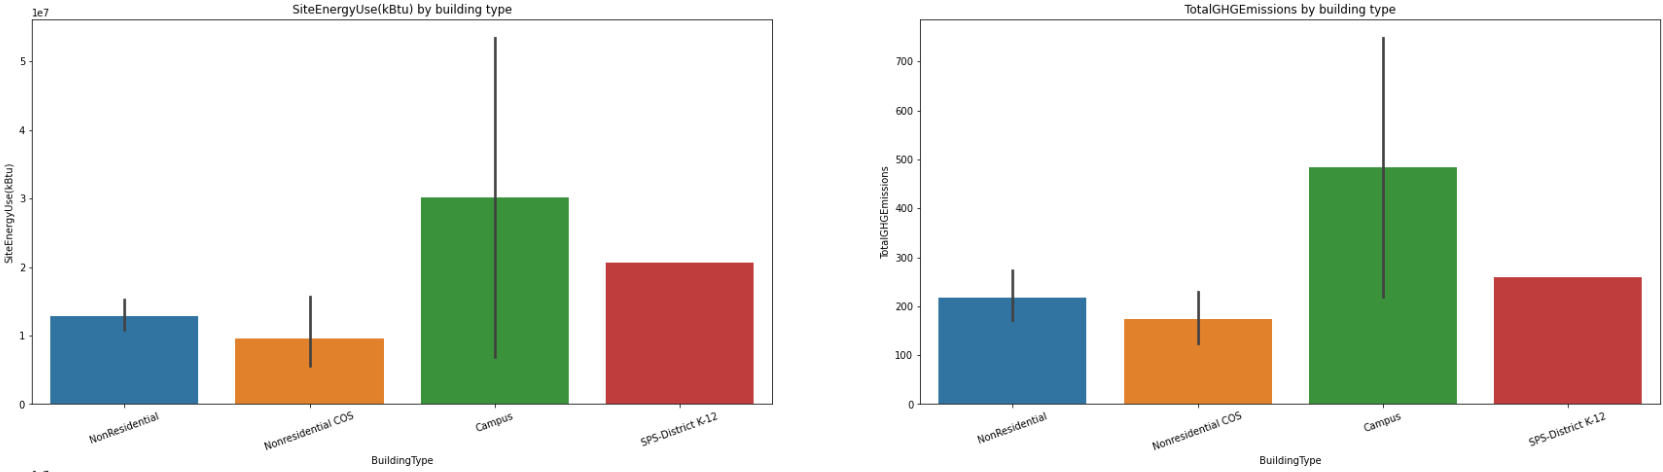 SiteEnergyUse(kBtu) by building type
1e7
5
4
3
2
1
0
SiteEnergyUse(kBtu)
NonResidential
Nonresidential COS
Campus
SPS-District K-12
BuildingType
TotalGHGEmissions by building type
700
600
500
400
300
200
100
0
TotalGHGEmissions
NonResidential
Nonresidential COS
Campus
SPS-District K-12
BuildingType